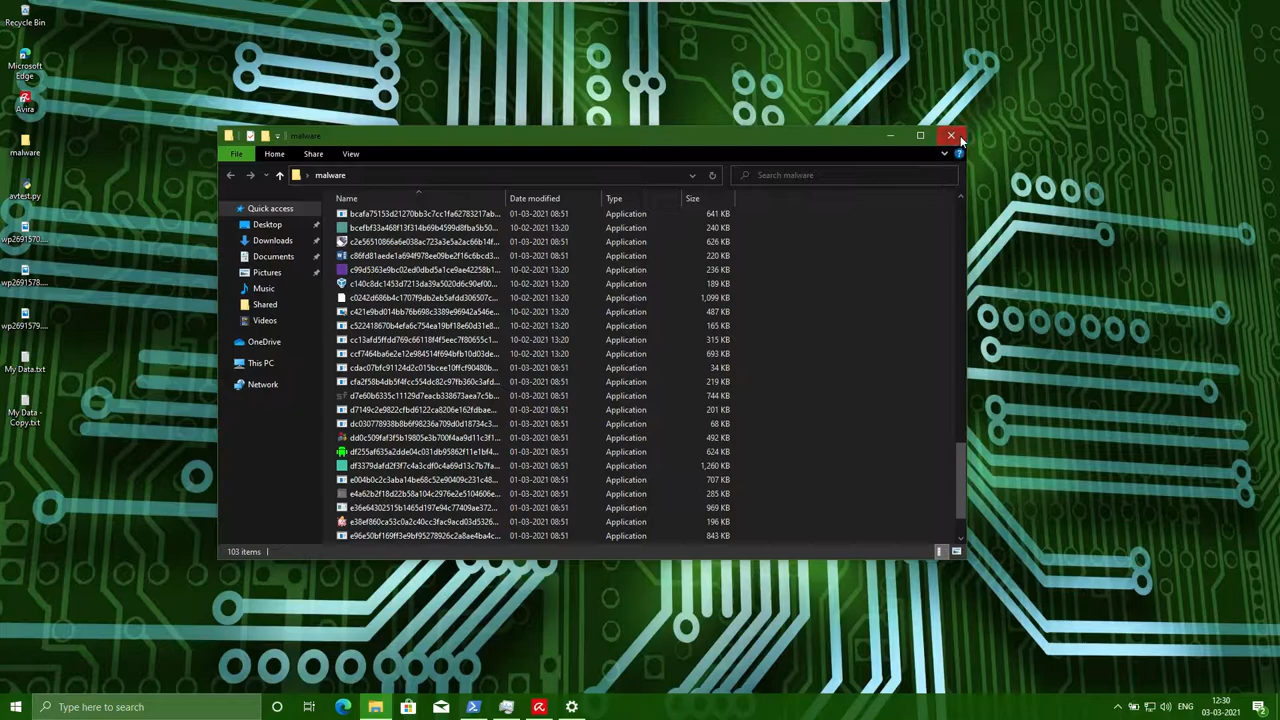 Recycle Bin
Microsoft
Edge
Avira
malware
avtest.py
wp2691570...
wp2691578...
wp2691579...
My Data.txt
My Data -
Copy.txt
malware
File Home Share View
malware
Search malware
Name Date modified Type Size
Quick access
Desktop
Downloads
Documents
Pictures
Music
Shared
Videos
OneDrive
This PC
Network
01-03-2021 08:51 Application 641 KB
10-02-2021 13:20 Application 240 KB
01-03-2021 08:51 Application 626 KB
01-03-2021 08:51 Application 220 KB
10-02-2021 13:20 Application 236 KB
10-02-2021 13:20 Application 189 KB
10-02-2021 13:20 Application 1,099 KB
10-02-2021 13:20 Application 487 KB
10-02-2021 13:20 Application 165 KB
10-02-2021 13:20 Application 315 KB
10-02-2021 13:20 Application 693 KB
01-03-2021 08:51 Application 34 KB
01-03-2021 08:51 Application 219 KB
01-03-2021 08:51 Application 744 KB
01-03-2021 08:51 Application 201 KB
01-03-2021 08:51 Application 68 KB
01-03-2021 08:51 Application 492 KB
01-03-2021 08:51 Application 624 KB
01-03-2021 08:51 Application 1,260 KB
01-03-2021 08:51 Application 707 KB
01-03-2021 08:51 Application 285 KB
01-03-2021 08:51 Application 969 KB
01-03-2021 08:51 Application 196 KB
01-03-2021 08:51 Application 843 KB
103 items
Type here to search
ENG
12:30
03-03-2021
2